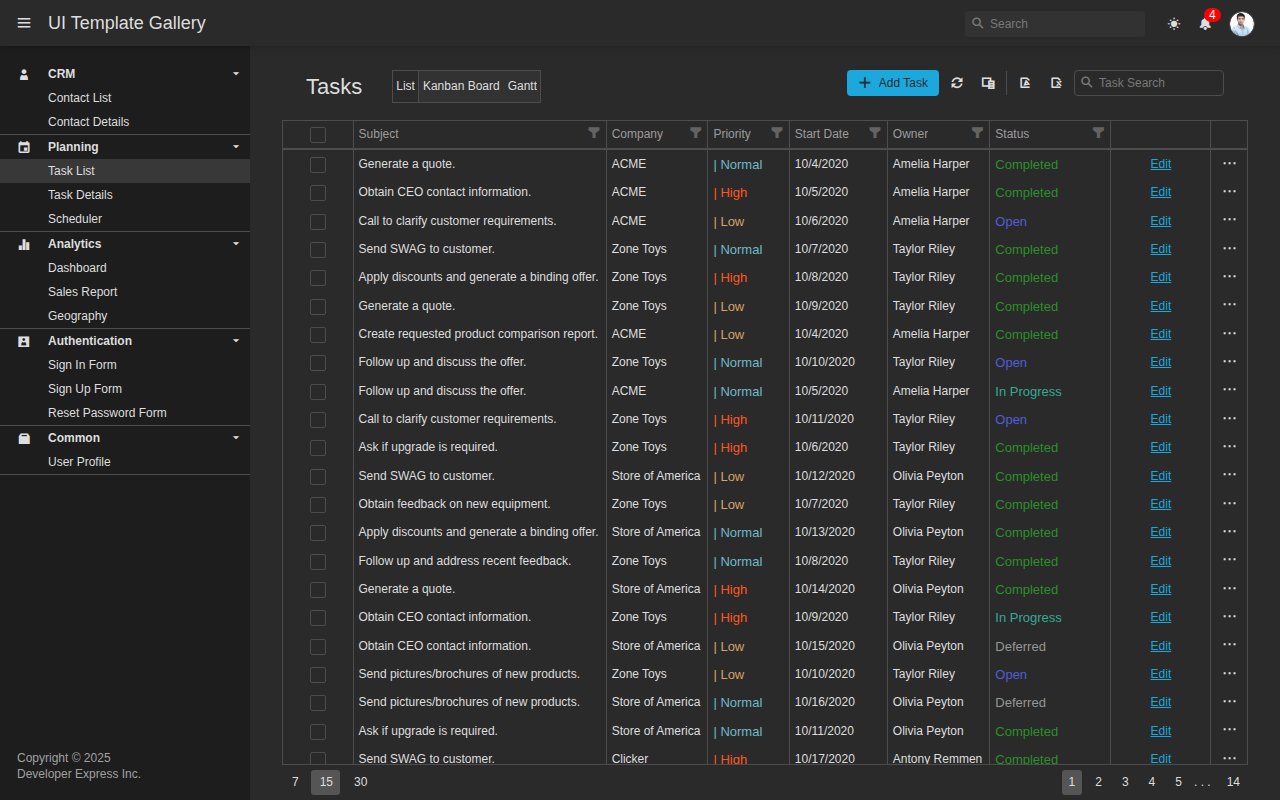 UI Template Gallery
Search
4
CRM
Contact List
Contact Details
Planning
Task List
Task Details
Scheduler
Analytics
Dashboard
Sales Report
Geography
Authentication
Sign In Form
Sign Up Form
Reset Password Form
Common
User Profile
Copyright © 2025
Developer Express Inc.
Tasks
List Kanban Board Gantt
Add Task
Task Search
Subject Company Priority Start Date Owner Status
Generate a quote. ACME | Normal 10/4/2020 Amelia Harper Completed Edit ...
Obtain CEO contact information. ACME | High 10/5/2020 Amelia Harper Completed Edit ...
Call to clarify customer requirements. ACME | Low 10/6/2020 Amelia Harper Open Edit ...
Send SWAG to customer. Zone Toys | Normal 10/7/2020 Taylor Riley Completed Edit ...
Apply discounts and generate a binding offer. Zone Toys | High 10/8/2020 Taylor Riley Completed Edit ...
Generate a quote. Zone Toys | Low 10/9/2020 Taylor Riley Completed Edit ...
Create requested product comparison report. ACME | Low 10/4/2020 Amelia Harper Completed Edit ...
Follow up and discuss the offer. Zone Toys | Normal 10/10/2020 Taylor Riley Open Edit ...
Follow up and discuss the offer. ACME | Normal 10/5/2020 Amelia Harper In Progress Edit ...
Call to clarify customer requirements. Zone Toys | High 10/11/2020 Taylor Riley Open Edit ...
Ask if upgrade is required. Zone Toys | High 10/6/2020 Taylor Riley Completed Edit ...
Send SWAG to customer. Store of America | Low 10/12/2020 Olivia Peyton Completed Edit ...
Obtain feedback on new equipment. Zone Toys | Low 10/7/2020 Taylor Riley Completed Edit ...
Apply discounts and generate a binding offer. Store of America | Normal 10/13/2020 Olivia Peyton Completed Edit ...
Follow up and address recent feedback. Zone Toys | Normal 10/8/2020 Taylor Riley Completed Edit ...
Generate a quote. Store of America | High 10/14/2020 Olivia Peyton Completed Edit ...
Obtain CEO contact information. Zone Toys | High 10/9/2020 Taylor Riley In Progress Edit ...
Obtain CEO contact information. Store of America | Low 10/15/2020 Olivia Peyton Deferred Edit ...
Send pictures/brochures of new products. Zone Toys | Low 10/10/2020 Taylor Riley Open Edit ...
Send pictures/brochures of new products. Store of America | Normal 10/16/2020 Olivia Peyton Deferred Edit ...
Ask if upgrade is required. Store of America | Normal 10/11/2020 Olivia Peyton Completed Edit ...
Send SWAG to customer. Clicker | High 10/17/2020 Antony Remmen Completed Edit ...
7 15 30
1 2 3 4 5 ... 14